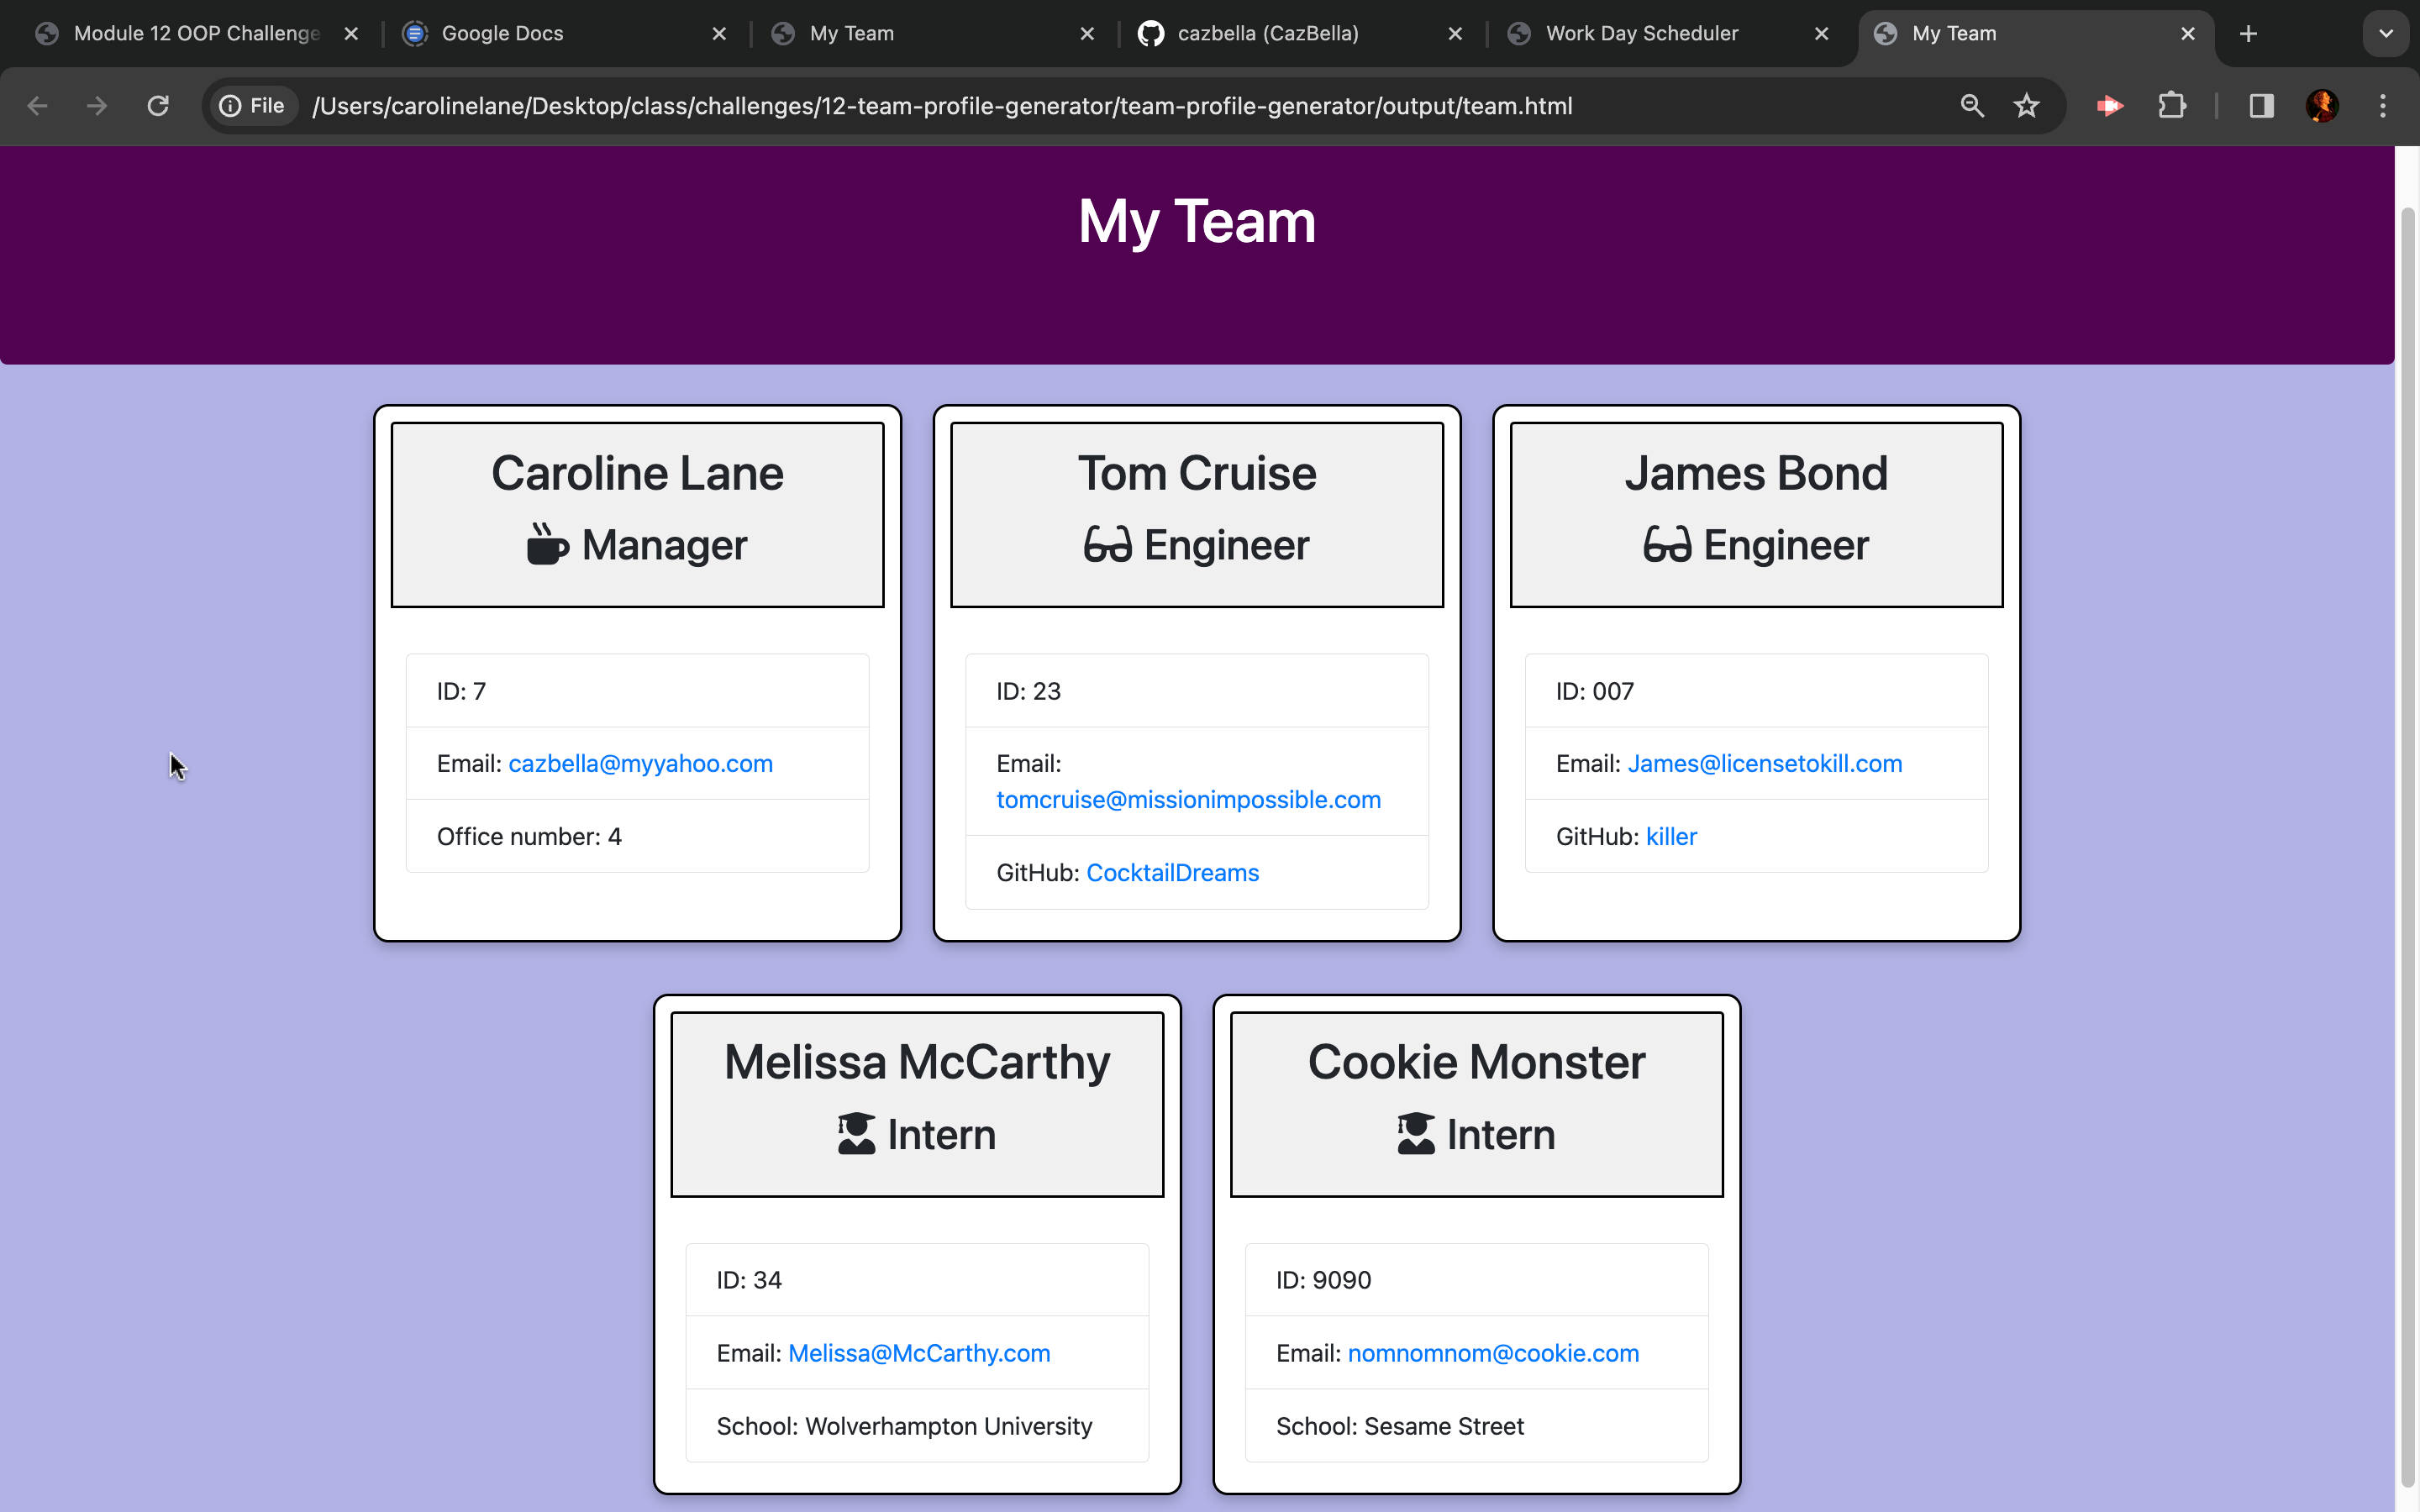 Module 12 OOP Challenge
Google Docs
My Team
cazbella (CazBella)
Work Day Scheduler
My Team
File
/Users/carolinelane/Desktop/class/challenges/12-team-profile-generator/team-profile-generator/output/team.html
My Team
Caroline Lane
Manager
ID: 7
Email: cazbella@myyahoo.com
Office number: 4
Tom Cruise
Engineer
ID: 23
Email:
tomcruise@missionimpossible.com
GitHub: CocktailDreams
James Bond
Engineer
ID: 007
Email: James@licensetokill.com
GitHub: killer
Melissa McCarthy
Intern
ID: 34
Email: Melissa@McCarthy.com
School: Wolverhampton University
Cookie Monster
Intern
ID: 9090
Email: nomnomnom@cookie.com
School: Sesame Street